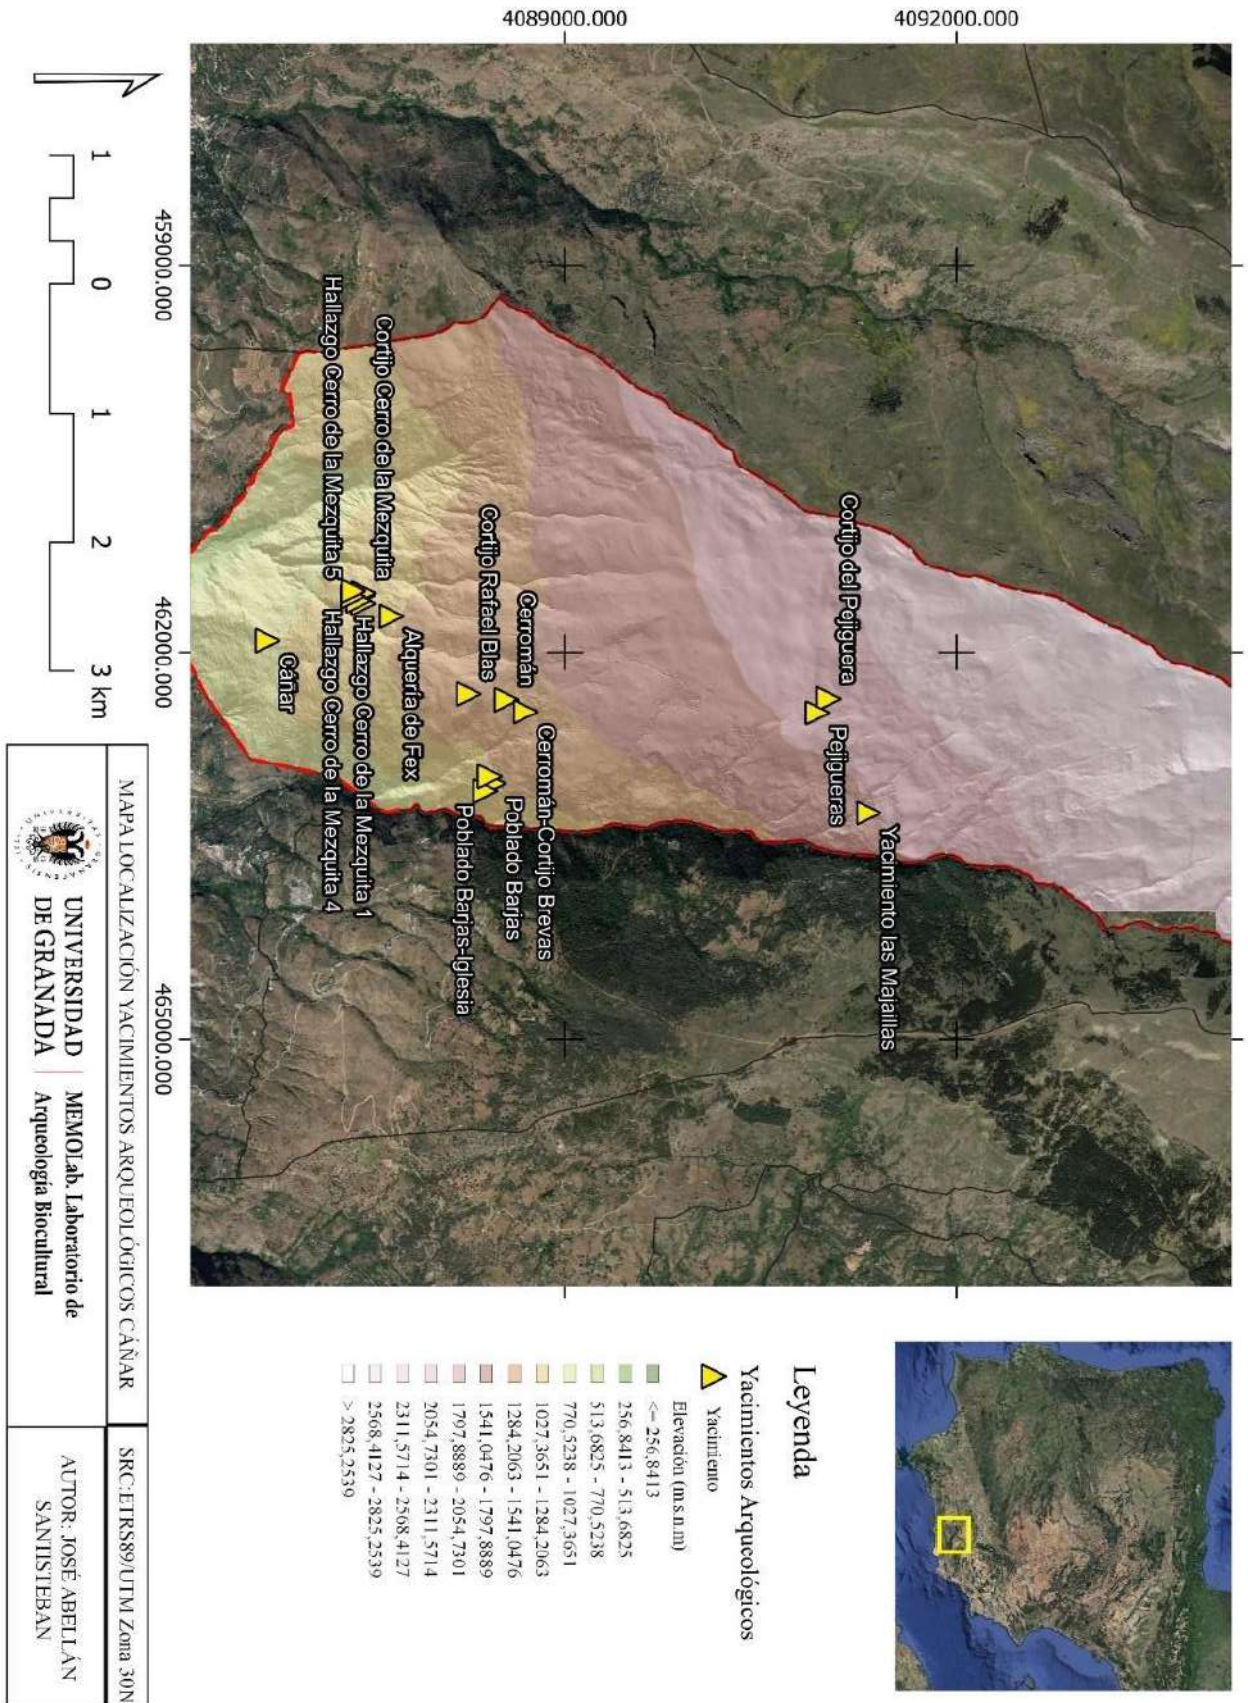 4089000.000
4092000.000
459000.000
462000.000
465000.000
Cortijo del Pejiguera
Pejigueras
Yacimiento las Majaillas
Cerromán
Cerromán-Cortijo Brevas
Cortijo Rafael Blas
Poblado Barjas
Poblado Barjas-Iglesia
Alquería de Fex
Cortijo Cerro de la Mezquita
Hallazgo Cerro de la Mezquita 1
Hallazgo Cerro de la Mezquita 5
Hallazgo Cerro de la Mezquita 4
Cáñar
1 0 1 2 3 km
Leyenda
Yacimientos Arqueológicos
Yacimiento
Elevación (m.s.n.m)
<= 256,8413
256,8413 - 513,6825
513,6825 - 770,5238
770,5238 - 1027,3651
1027,3651 - 1284,2063
1284,2063 - 1541,0476
1541,0476 - 1797,8889
1797,8889 - 2054,7301
2054,7301 - 2311,5714
2311,5714 - 2568,4127
2568,4127 - 2825,2539
> 2825,2539
MAPA LOCALIZACIÓN YACIMIENTOS ARQUEOLÓGICOS CÁÑAR
SRC:ETRS89/UTM Zona 30N
UNIVERSIDAD
DE GRANADA
MEMOLab. Laboratorio de
Arqueología Biocultural
AUTOR: JOSÉ ABELLÁN
SANTISTEBAN